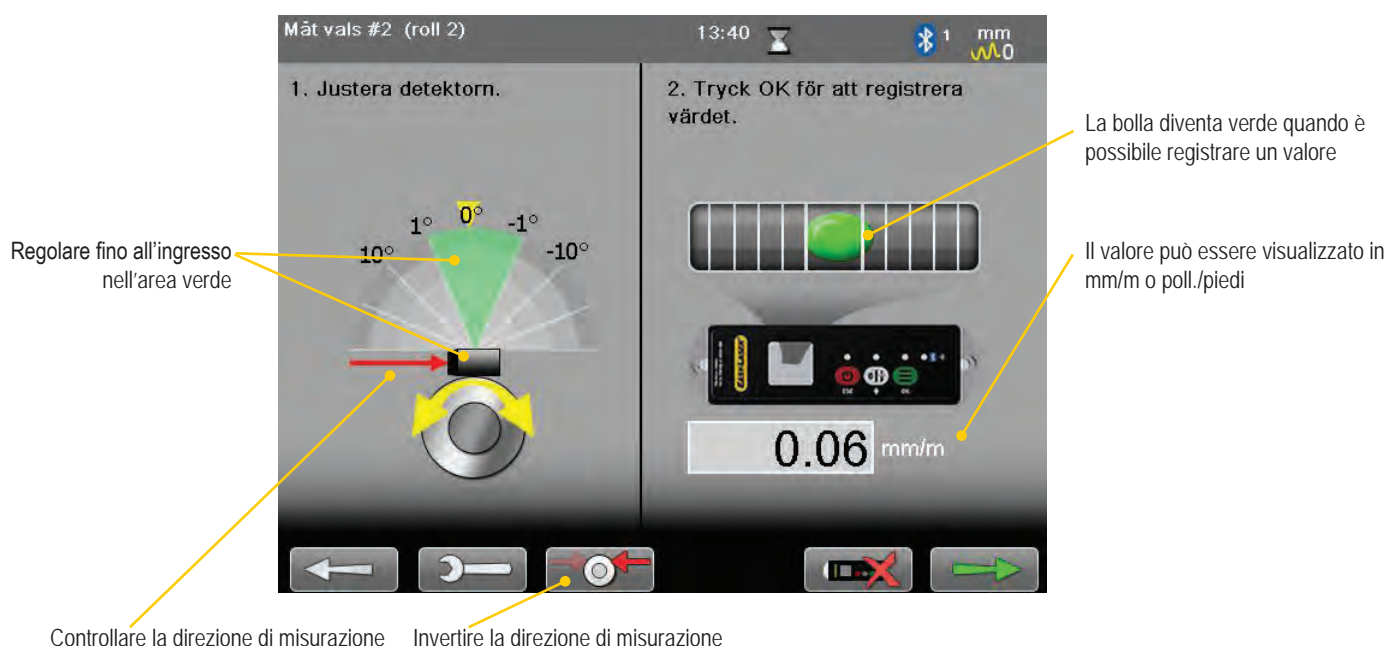 Mät vals #2 (roll 2)
13:40
1
mm
0
1. Justera detektorn.
2. Tryck OK för att registrera
värdet.
La bolla diventa verde quando è
possibile registrare un valore
Il valore può essere visualizzato in
mm/m o poll./piedi
Regolare fino all'ingresso
nell'area verde
10°
1°
0°
-1°
-10°
0.06 mm/m
Controllare la direzione di misurazione
Invertire la direzione di misurazione